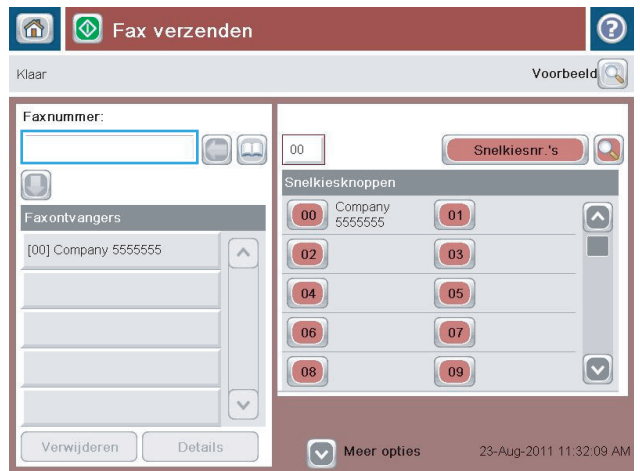 Fax verzenden
Klaar
Voorbeeld
Faxnummer:
00
Snelkiesnr.'s
Faxontvangers
[00] Company 5555555
Snelkiesknoppen
00 Company
5555555
01
02
03
04
05
06
07
08
09
Verwijderen
Details
Meer opties
23-Aug-2011 11:32:09 AM